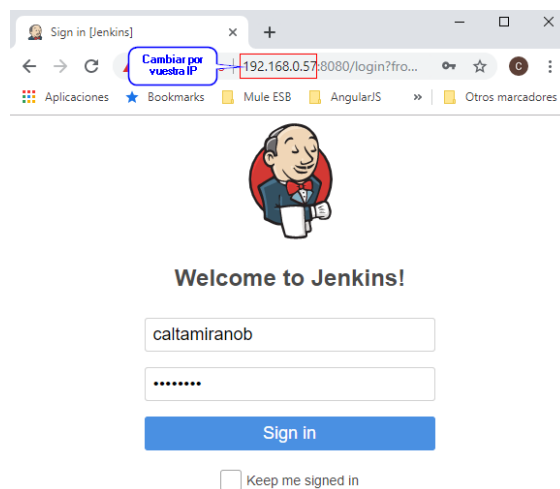 Sign in [Jenkins]
Cambiar por
vuestra IP
192.168.0.57:8080/login?fro...
C
Aplicaciones
Bookmarks
Mule ESB
AngularJS
»
Otros marcadores
Welcome to Jenkins!
caltamiranob
••••••••
Sign in
Keep me signed in